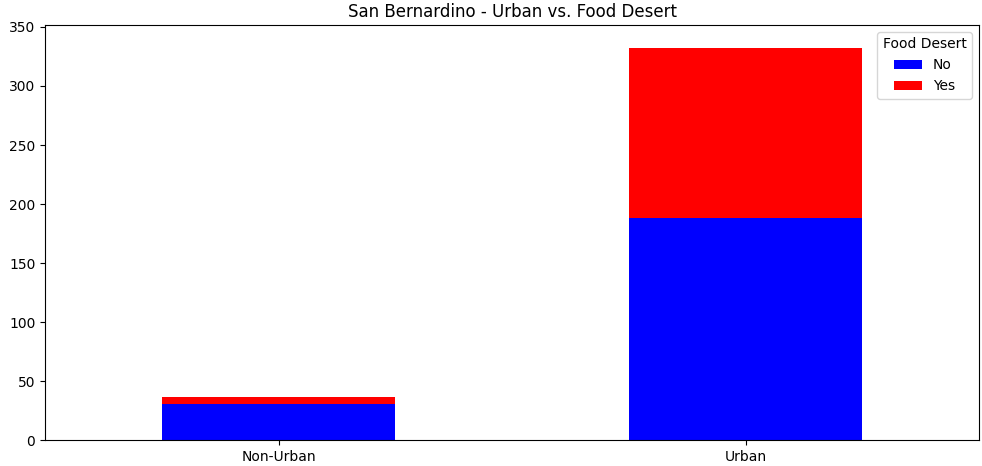 San Bernardino - Urban vs. Food Desert
350
300
250
200
150
100
50
0
Food Desert
No
Yes
Non-Urban
Urban